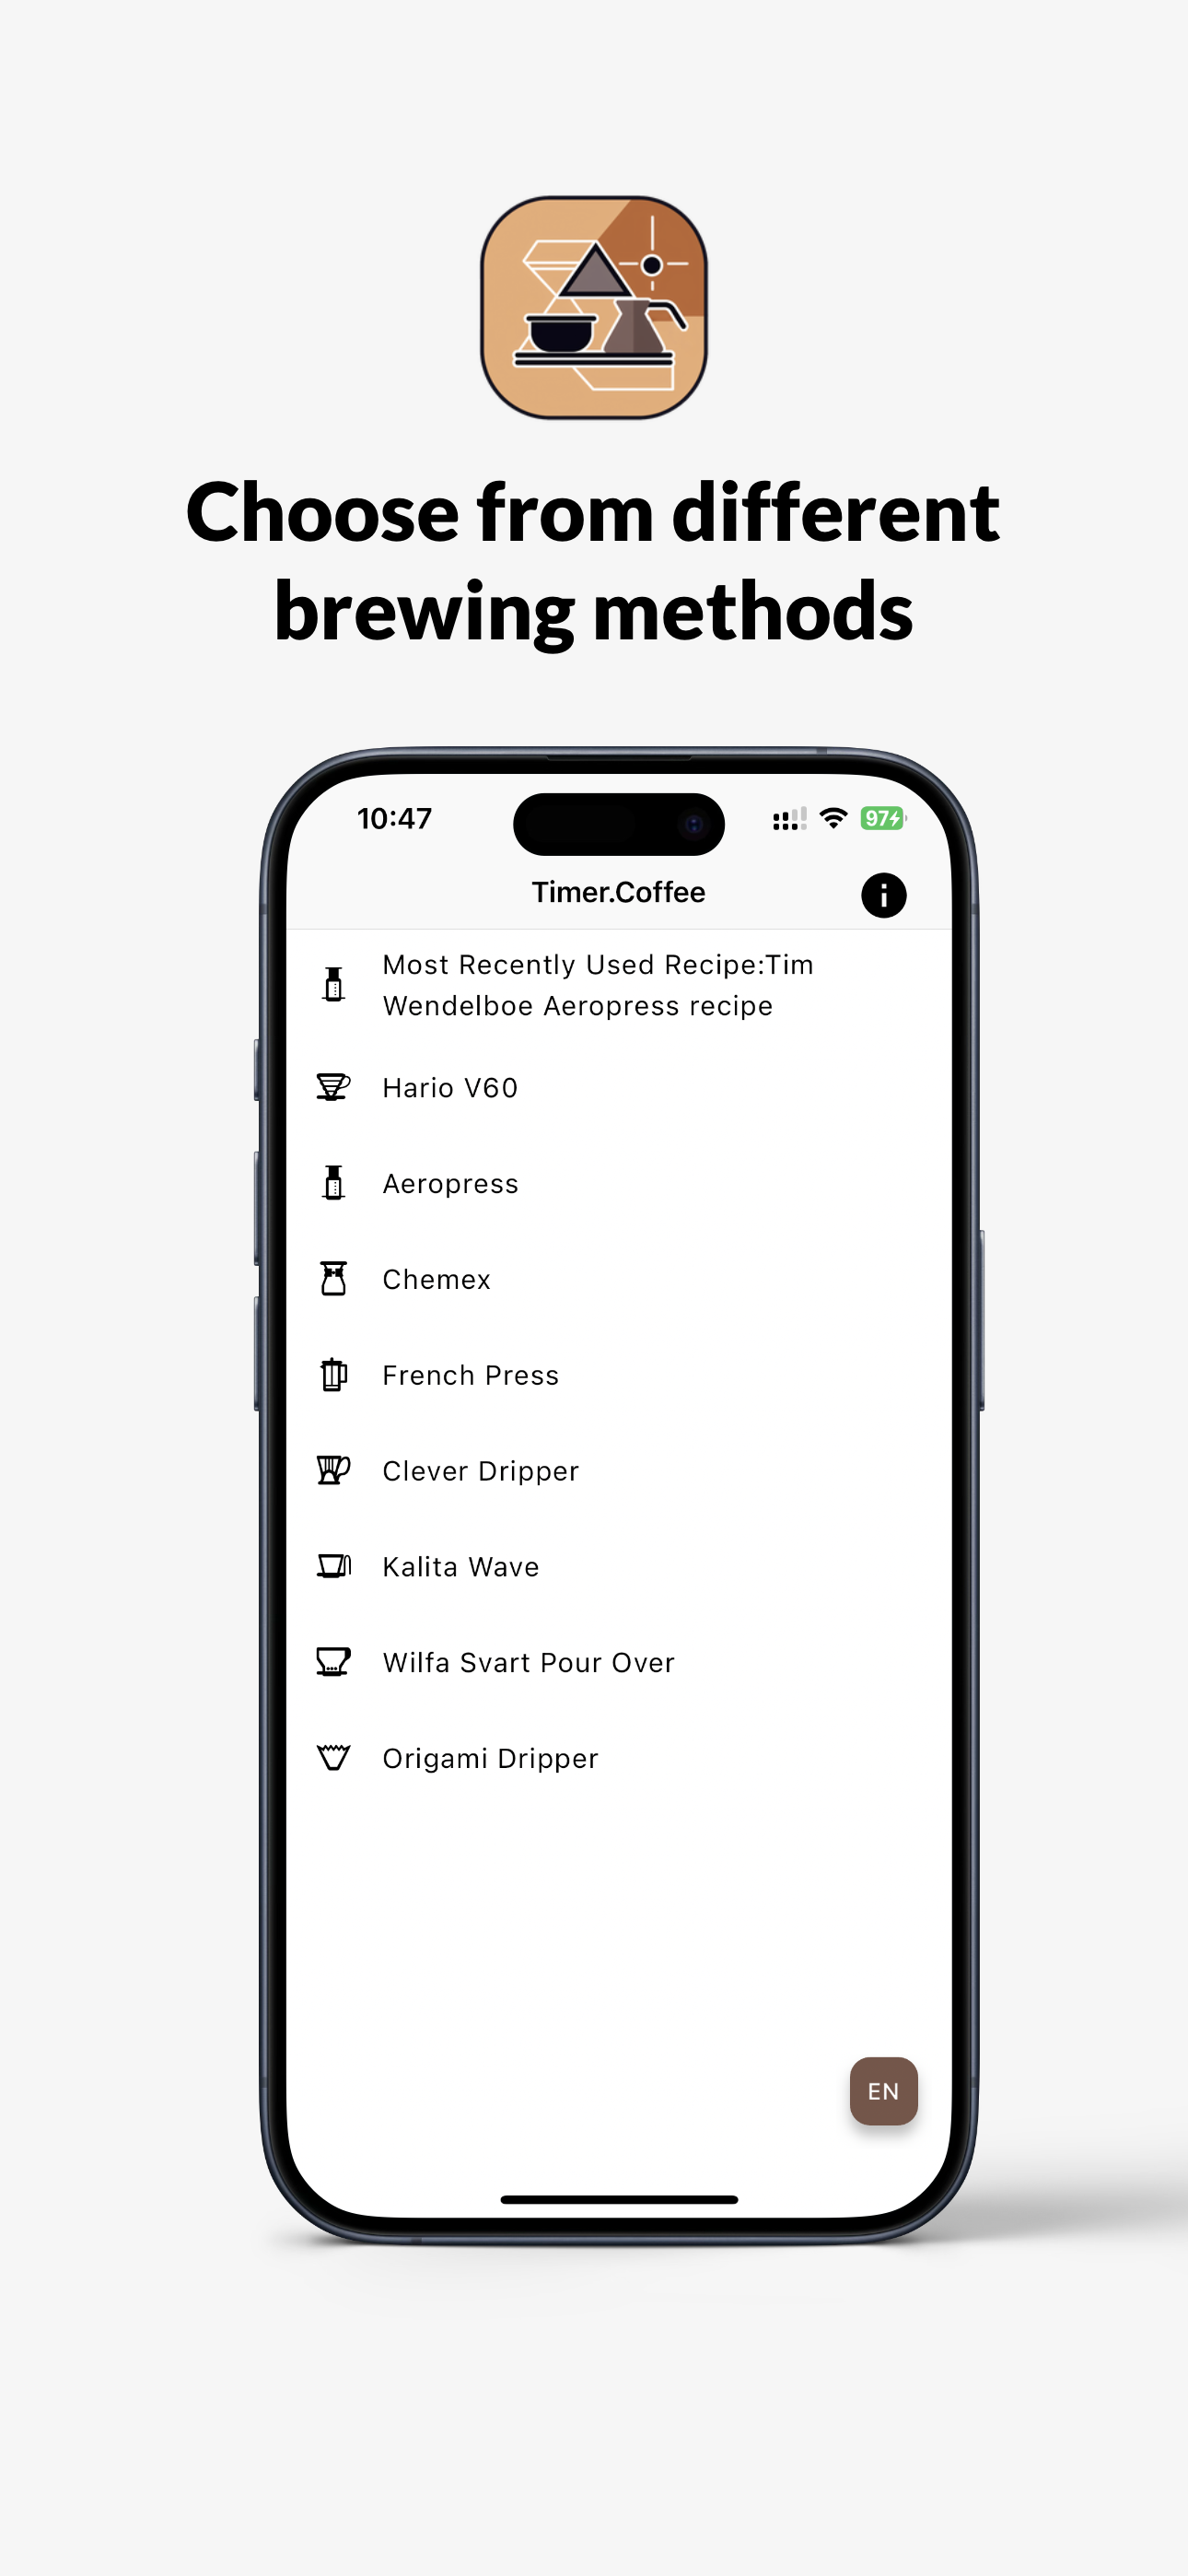 Choose from different
brewing methods
10:47
97
Timer.Coffee
Most Recently Used Recipe:Tim
Wendelboe Aeropress recipe
Hario V60
Aeropress
Chemex
French Press
Clever Dripper
Kalita Wave
Wilfa Svart Pour Over
Origami Dripper
EN